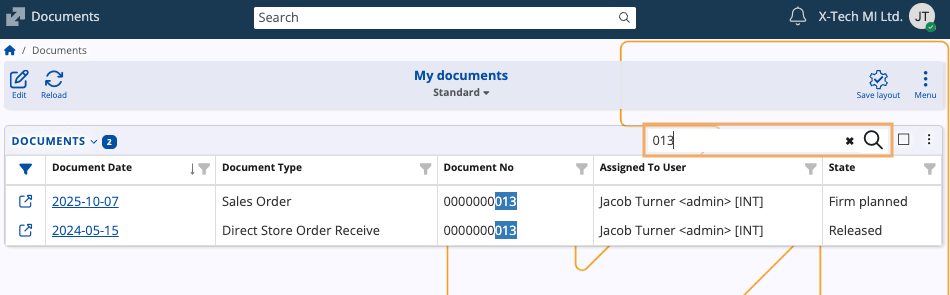 Documents Search X-Tech MI Ltd. JT
/ Documents
My documents
Standard
Edit Reload Save layout Menu
DOCUMENTS 2 013
Document Date Document Type Document No Assigned To User State
2025-10-07 Sales Order 0000000013 Jacob Turner <admin> [INT] Firm planned
2024-05-15 Direct Store Order Receive 0000000013 Jacob Turner <admin> [INT] Released